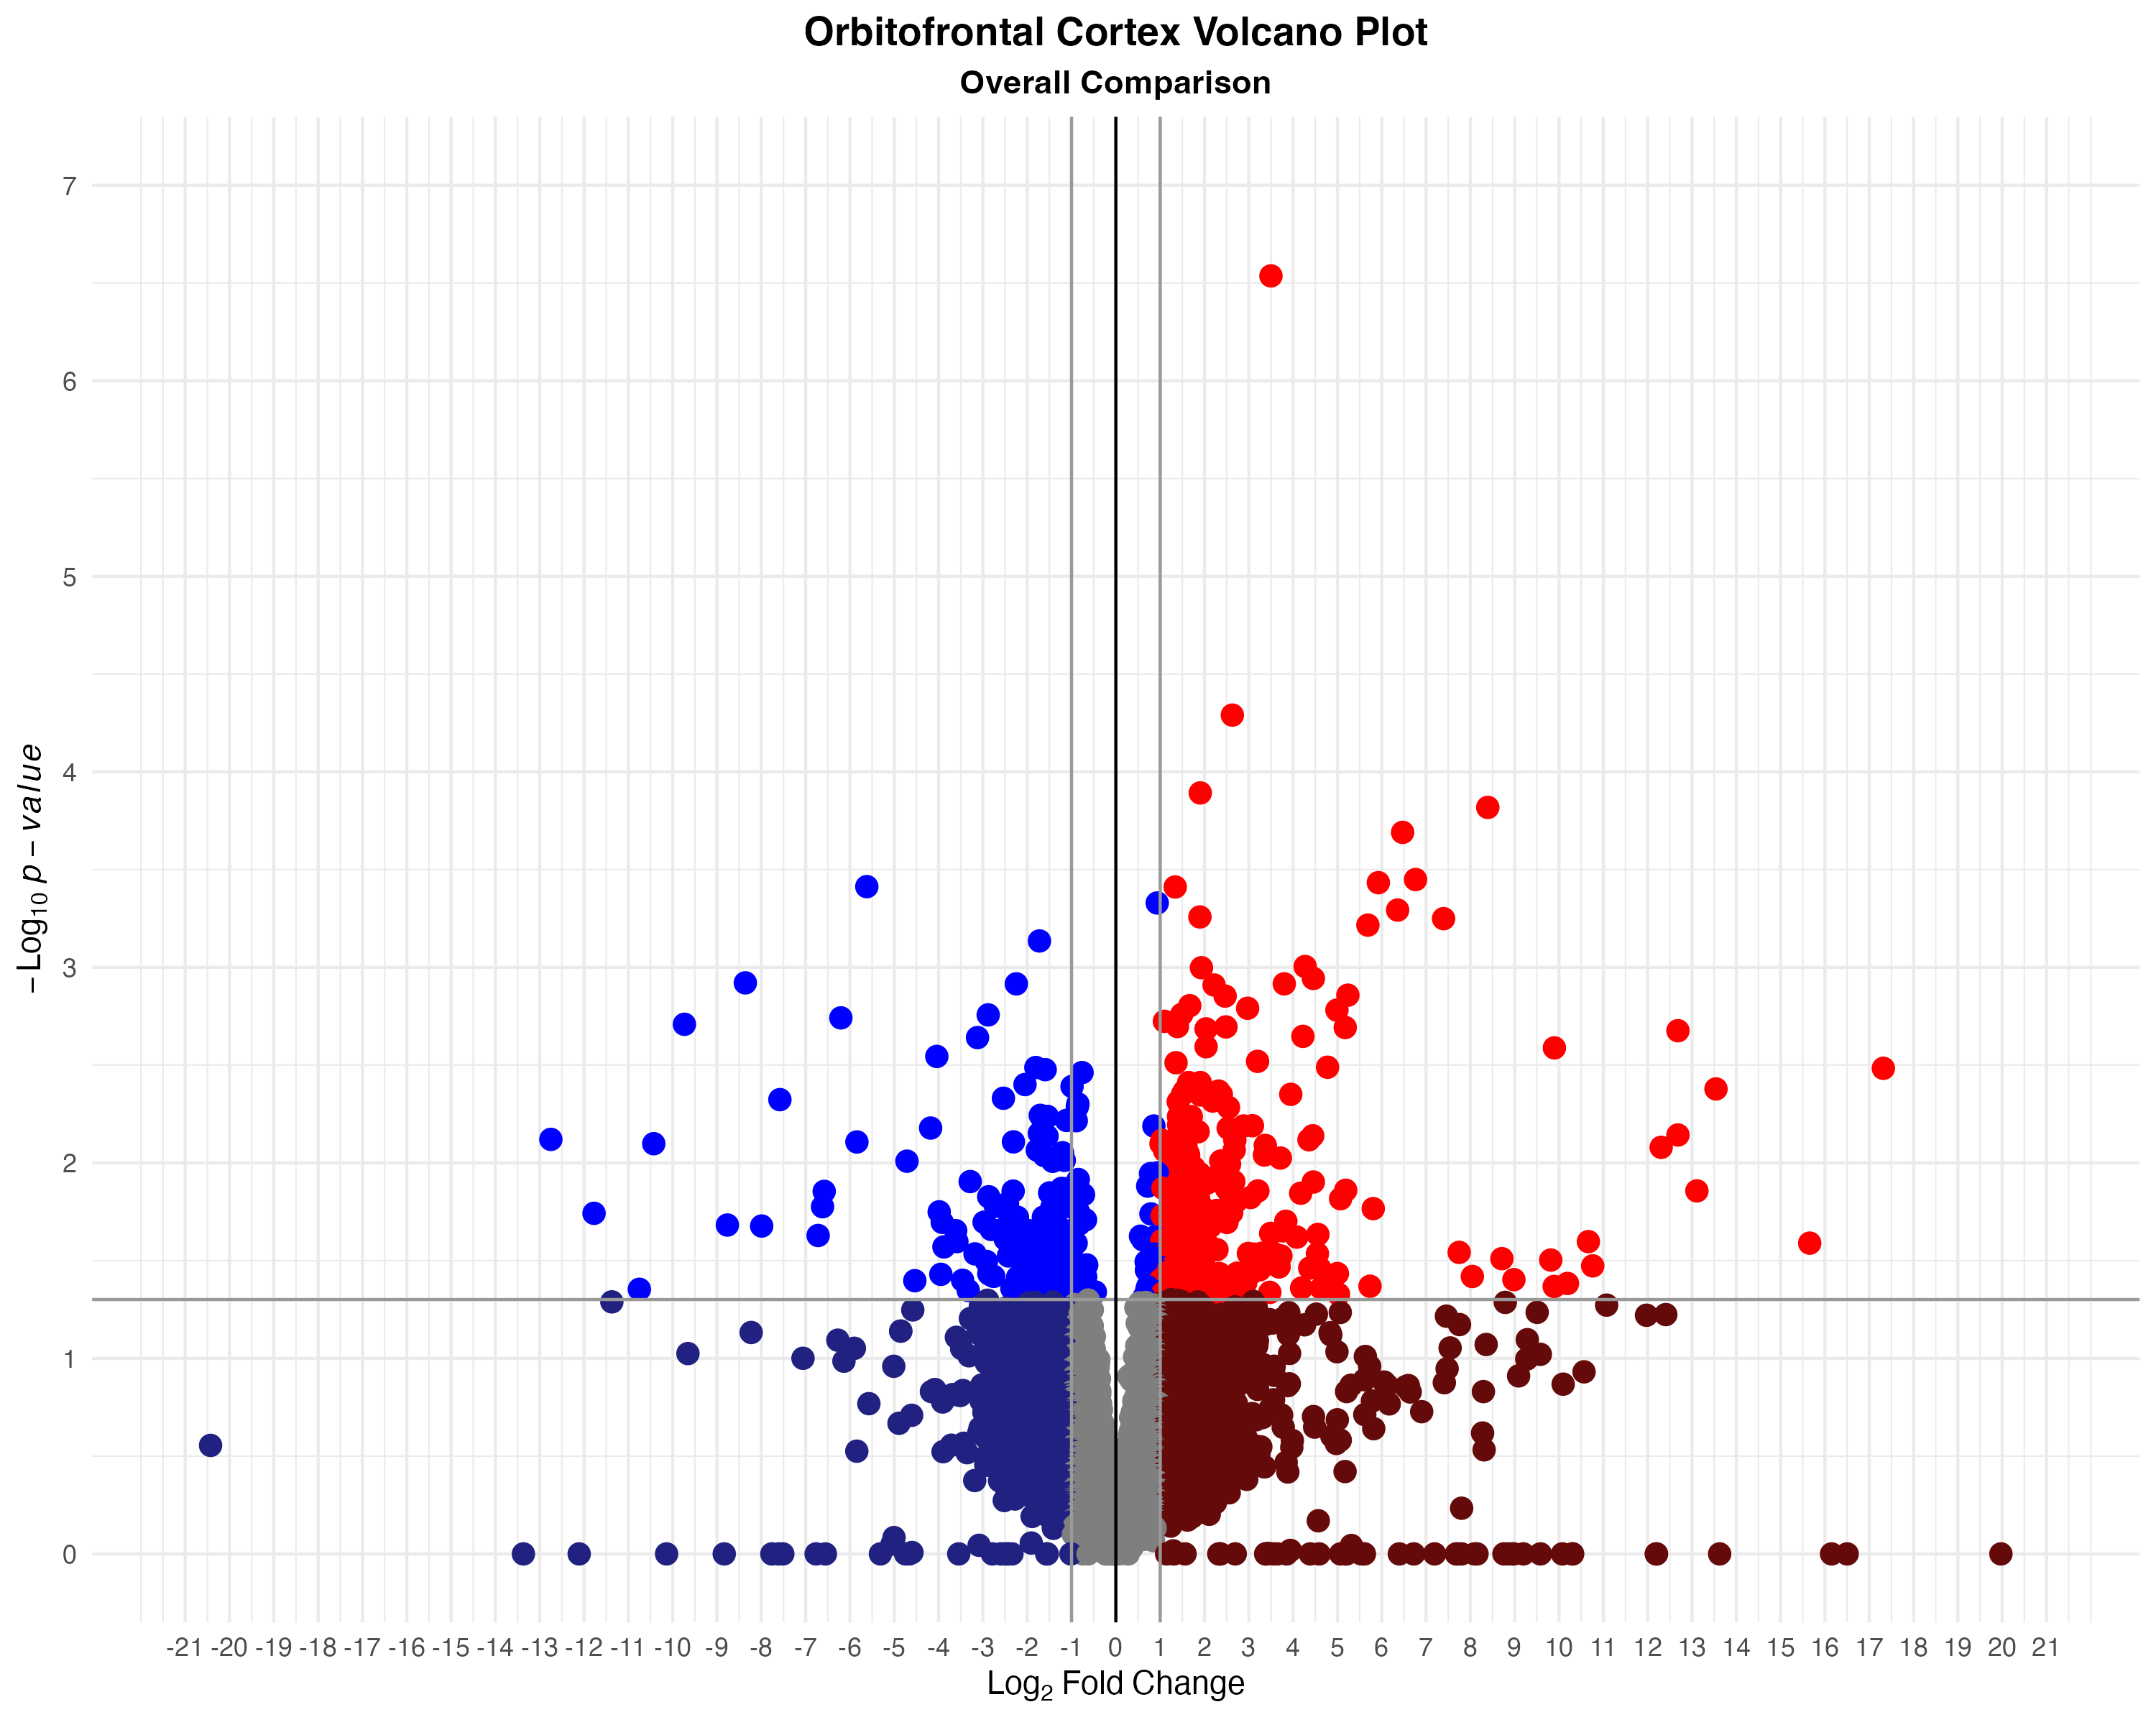 Orbitofrontal Cortex Volcano Plot
Overall Comparison
7
6
5
4
3
2
1
0
−Log10 p − value
-21 -20 -19 -18 -17 -16 -15 -14 -13 -12 -11 -10 -9 -8 -7 -6 -5 -4 -3 -2 -1 0 1 2 3 4 5 6 7 8 9 10 11 12 13 14 15 16 17 18 19 20 21
Log2 Fold Change